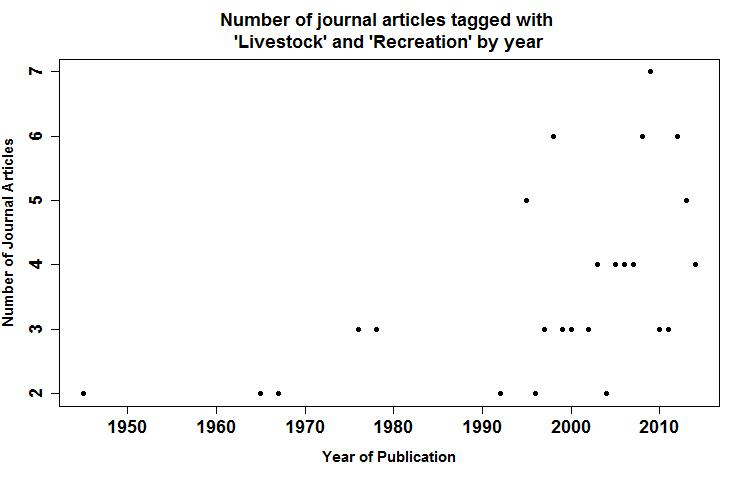 Number of journal articles tagged with
'Livestock' and 'Recreation' by year
Number of Journal Articles
7
6
5
4
3
2
1950 1960 1970 1980 1990 2000 2010
Year of Publication